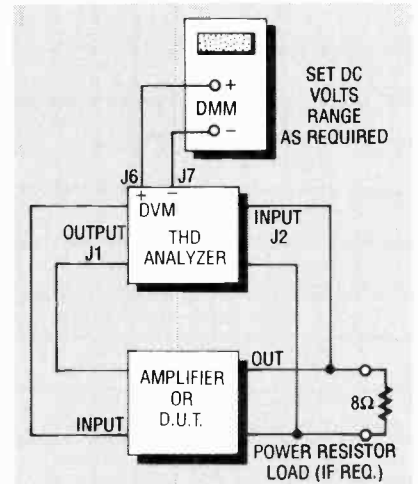 +
DMM
−
SET DC
VOLTS
RANGE
AS REQUIRED
J6
J7
+
−
DVM
THD
ANALYZER
OUTPUT
J1
INPUT
J2
AMPLIFIER
OR
D.U.T.
INPUT
OUT
8Ω
POWER RESISTOR
LOAD (IF REQ.)